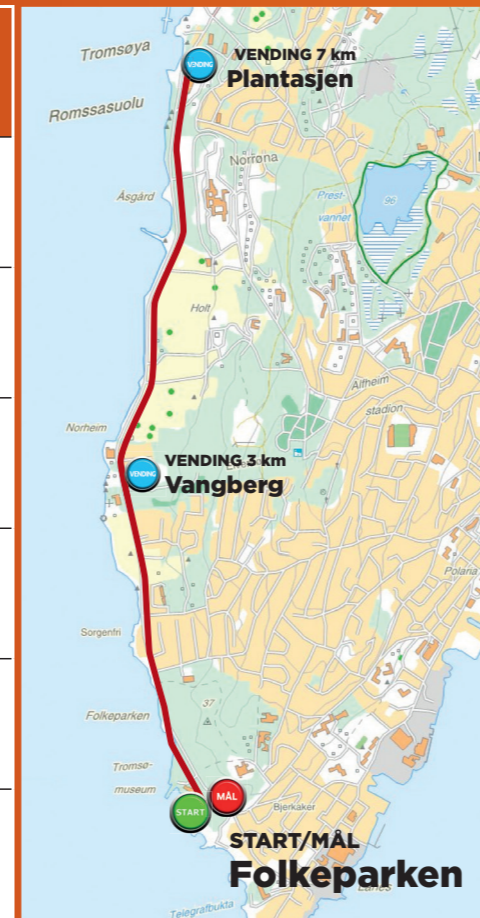 Tromsøya
VENDING
VENDING 7 km
Plantasjen
Romssasuolu
Norrøna
Åsgård
Prest-
vannet
96
Holt
Alfheim
stadion
Norheim
VENDING
VENDING 3 km
Vangberg
Polaria
Sorgenfri
Folkeparken
37
Tromsø-
museum
MÅL
START
Bjerkaker
START/MÅL
Folkeparken
Telegrafbukta